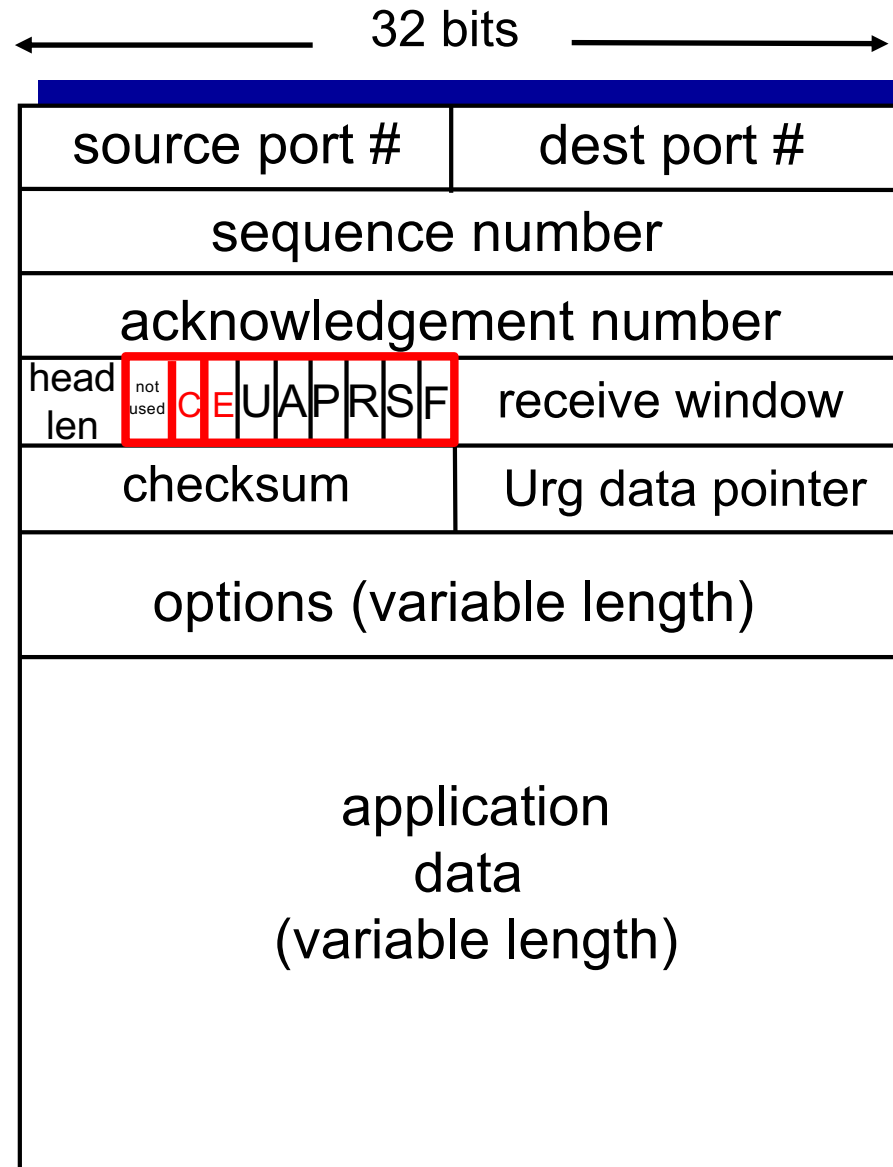 32 bits
source port # dest port #
sequence number
acknowledgement number
head len not used C E U A P R S F receive window
checksum Urg data pointer
options (variable length)
application
data
(variable length)